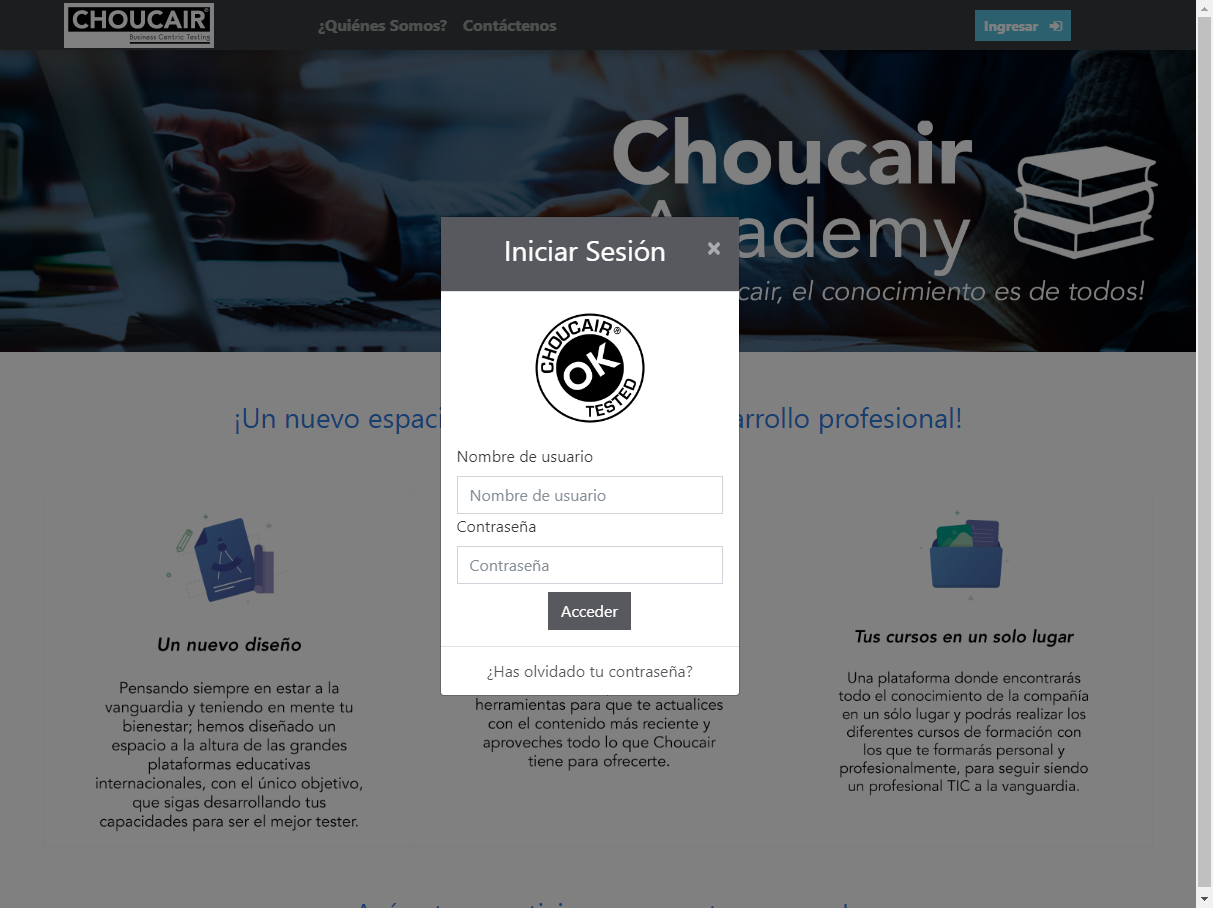 CHOUCAIR®
Business Centric Testing
¿Quiénes Somos?
Contáctenos
Ingresar
Choucair
ademy
cair, el conocimiento es de todos!
Iniciar Sesión
×
CHOUCAIR®
OK
TESTED
¡Un nuevo espaci
rrollo profesional!
Nombre de usuario
Nombre de usuario
Contraseña
Contraseña
Acceder
¿Has olvidado tu contraseña?
Un nuevo diseño
Pensando siempre en estar a la
vanguardia y teniendo en mente tu
bienestar; hemos diseñado un
espacio a la altura de las grandes
plataformas educativas
internacionales, con el único objetivo,
que sigas desarrollando tus
capacidades para ser el mejor tester.
herramientas para que te actualices
con el contenido más reciente y
aproveches todo lo que Choucair
tiene para ofrecerte.
Tus cursos en un solo lugar
Una plataforma donde encontrarás
todo el conocimiento de la compañía
en un sólo lugar y podrás realizar los
diferentes cursos de formación con
los que te formarás personal y
profesionalmente, para seguir siendo
un profesional TIC a la vanguardia.